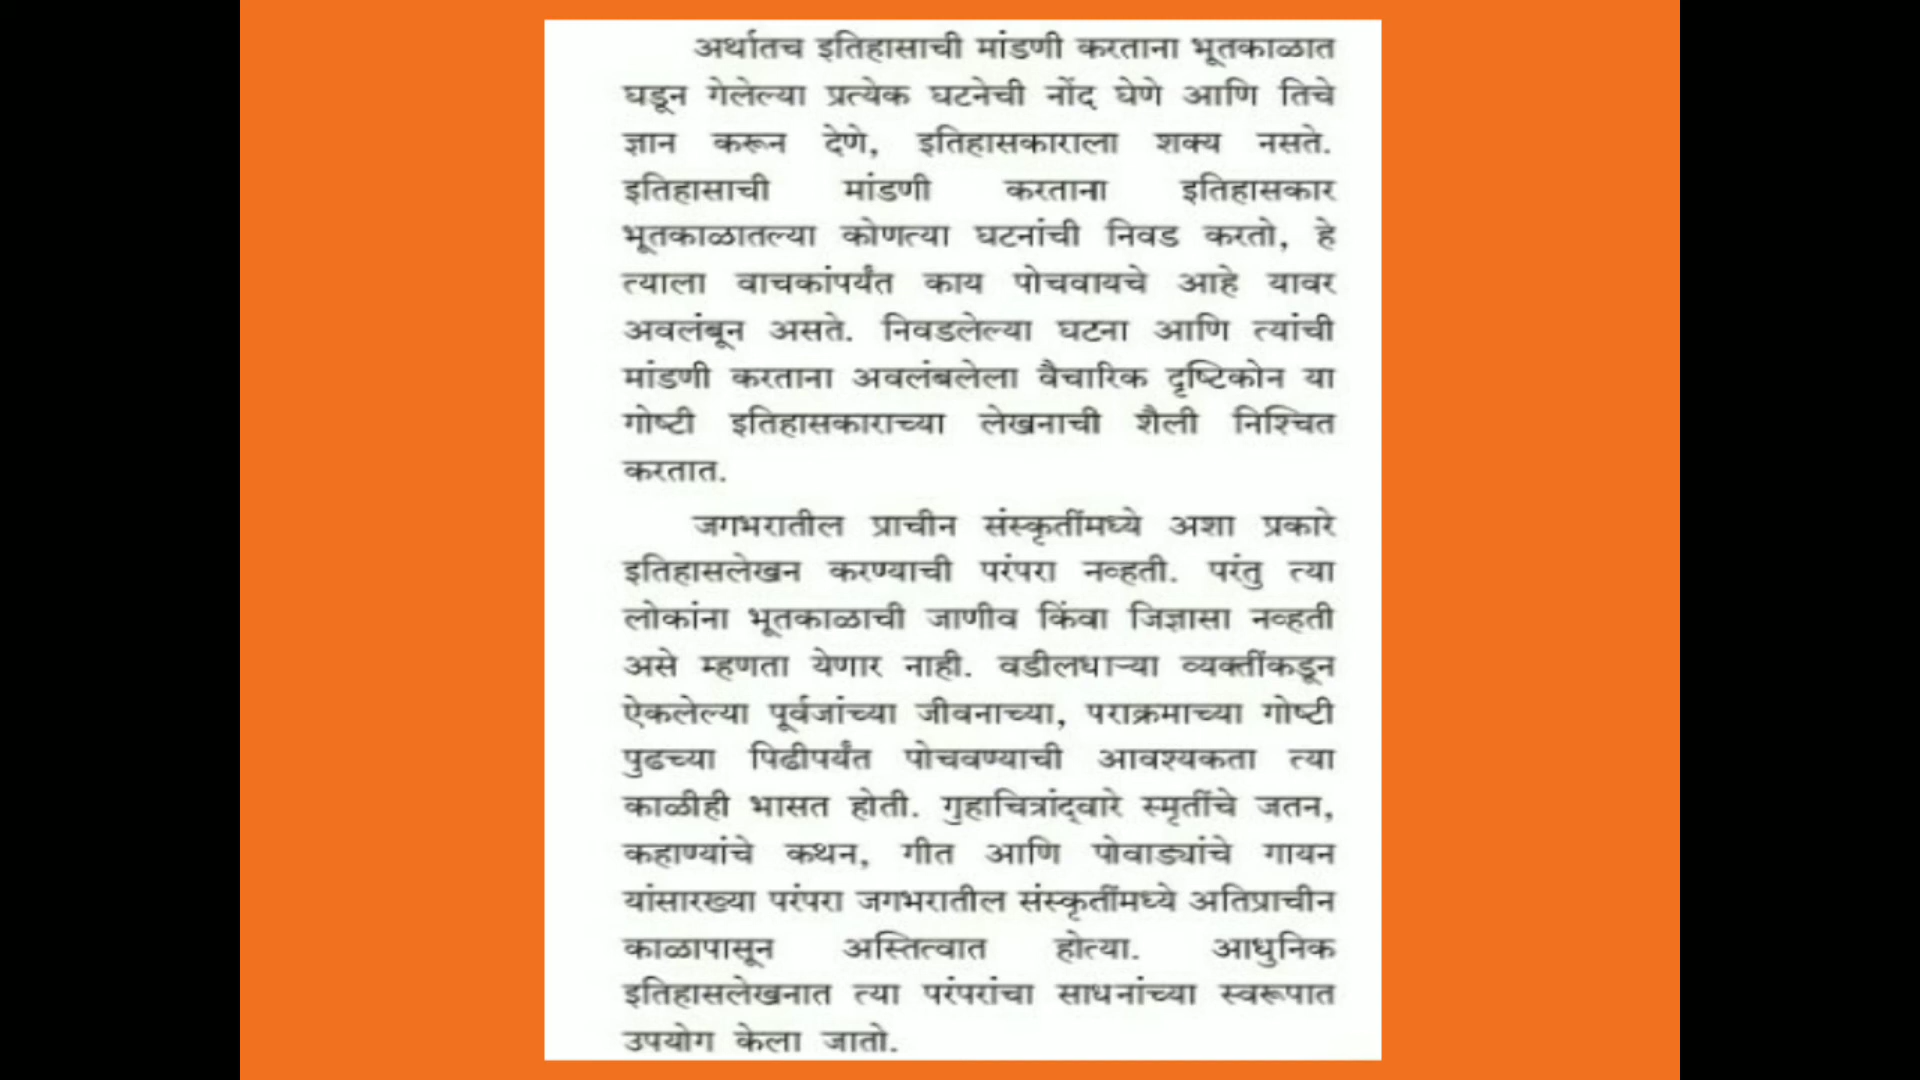 अर्थातच इतिहासाची मांडणी करताना भूतकाळात
घडून गेलेल्या प्रत्येक घटनेची नोंद घेणे आणि तिचे
ज्ञान करून देणे, इतिहासकाराला शक्य नसते.
इतिहासाची मांडणी करताना इतिहासकार
भूतकाळातल्या कोणत्या घटनांची निवड करतो, हे
त्याला वाचकांपर्यंत काय पोचवायचे आहे यावर
अवलंबून असते. निवडलेल्या घटना आणि त्यांची
मांडणी करताना अवलंबलेला वैचारिक दृष्टिकोन या
गोष्टी इतिहासकाराच्या लेखनाची शैली निश्चित
करतात.
जगभरातील प्राचीन संस्कृतींमध्ये अशा प्रकारे
इतिहासलेखन करण्याची परंपरा नव्हती. परंतु त्या
लोकांना भूतकाळाची जाणीव किंवा जिज्ञासा नव्हती
असे म्हणता येणार नाही. वडीलधाऱ्या व्यक्तींकडून
ऐकलेल्या पूर्वजांच्या जीवनाच्या, पराक्रमाच्या गोष्टी
पुढच्या पिढीपर्यंत पोचवण्याची आवश्यकता त्या
काळीही भासत होती. गुहाचित्रांद्वारे स्मृतींचे जतन,
कहाण्यांचे कथन, गीत आणि पोवाड्यांचे गायन
यांसारख्या परंपरा जगभरातील संस्कृतींमध्ये अतिप्राचीन
काळापासून अस्तित्वात होत्या. आधुनिक
इतिहासलेखनात त्या परंपरांचा साधनांच्या स्वरूपात
उपयोग केला जातो.